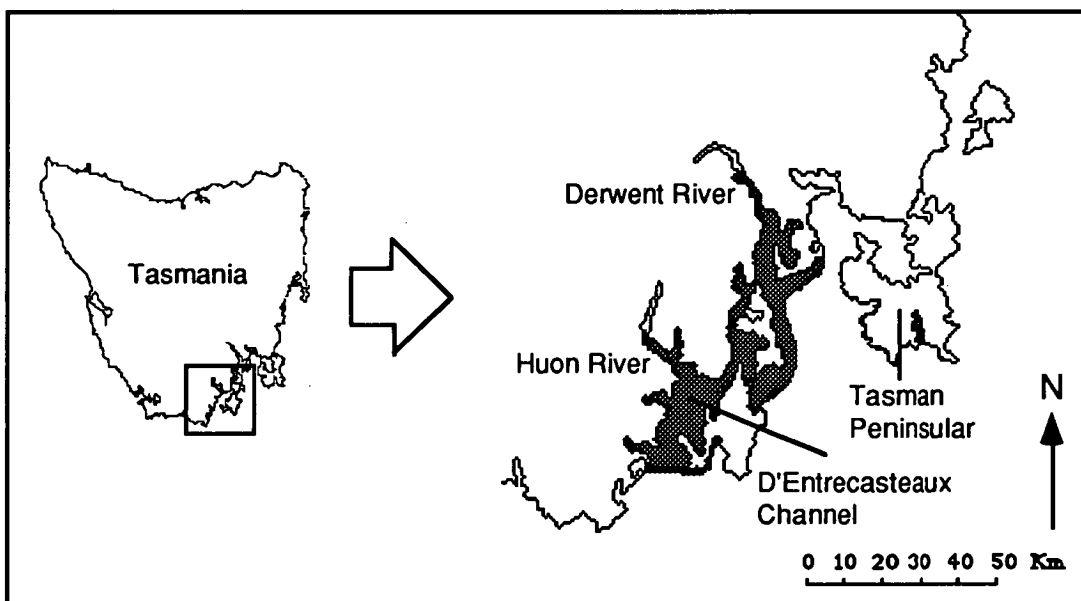 Tasmania
Derwent River
Huon River
Tasman
Peninsular
D'Entrecasteaux
Channel
N
0 10 20 30 40 50 Km